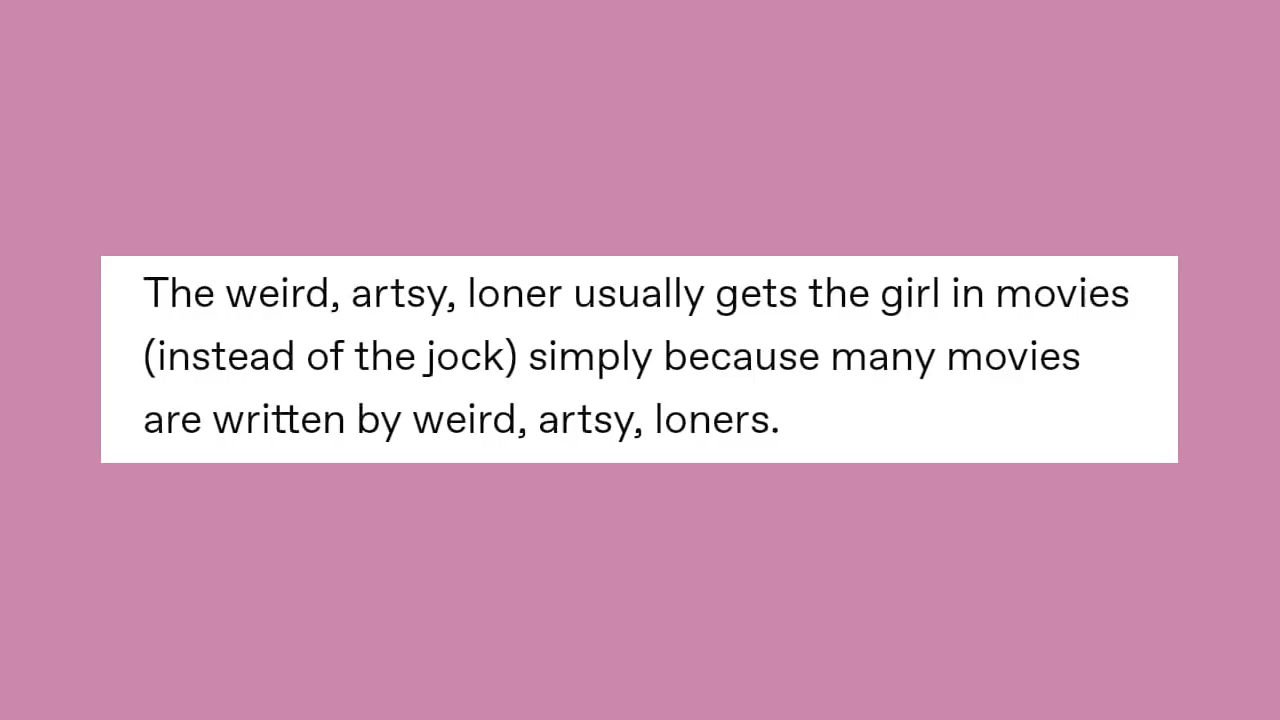 The weird, artsy, loner usually gets the girl in movies
(instead of the jock) simply because many movies
are written by weird, artsy, loners.